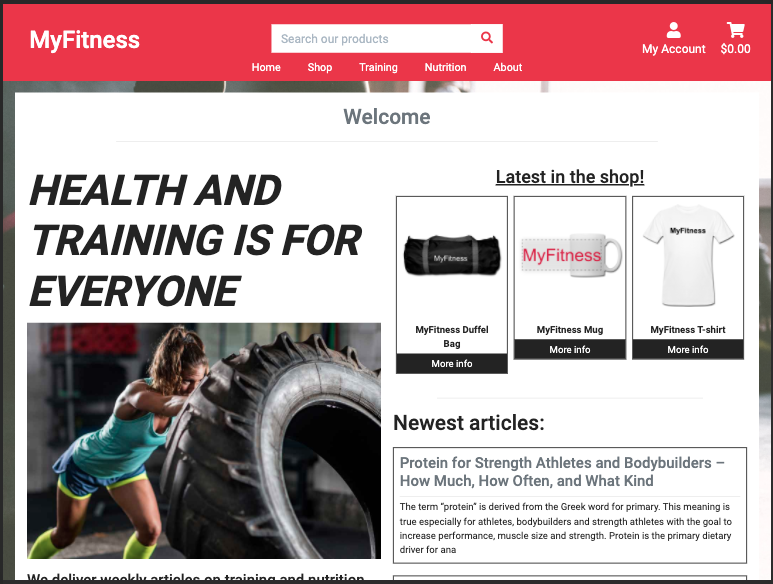 MyFitness
Search our products
My Account
$0.00
Home
Shop
Training
Nutrition
About
Welcome
HEALTH AND
TRAINING IS FOR
EVERYONE
We deliver weekly articles on training and nutrition
Latest in the shop!
MyFitness
MyFitness Duffel
Bag
More info
MyFitness
MyFitness Mug
More info
MyFitness
MyFitness T-shirt
More info
Newest articles:
Protein for Strength Athletes and Bodybuilders –
How Much, How Often, and What Kind
The term "protein" is derived from the Greek word for primary. This meaning is
true especially for athletes, bodybuilders and strength athletes with the goal to
increase performance, muscle size and strength. Protein is the primary dietary
driver for ana